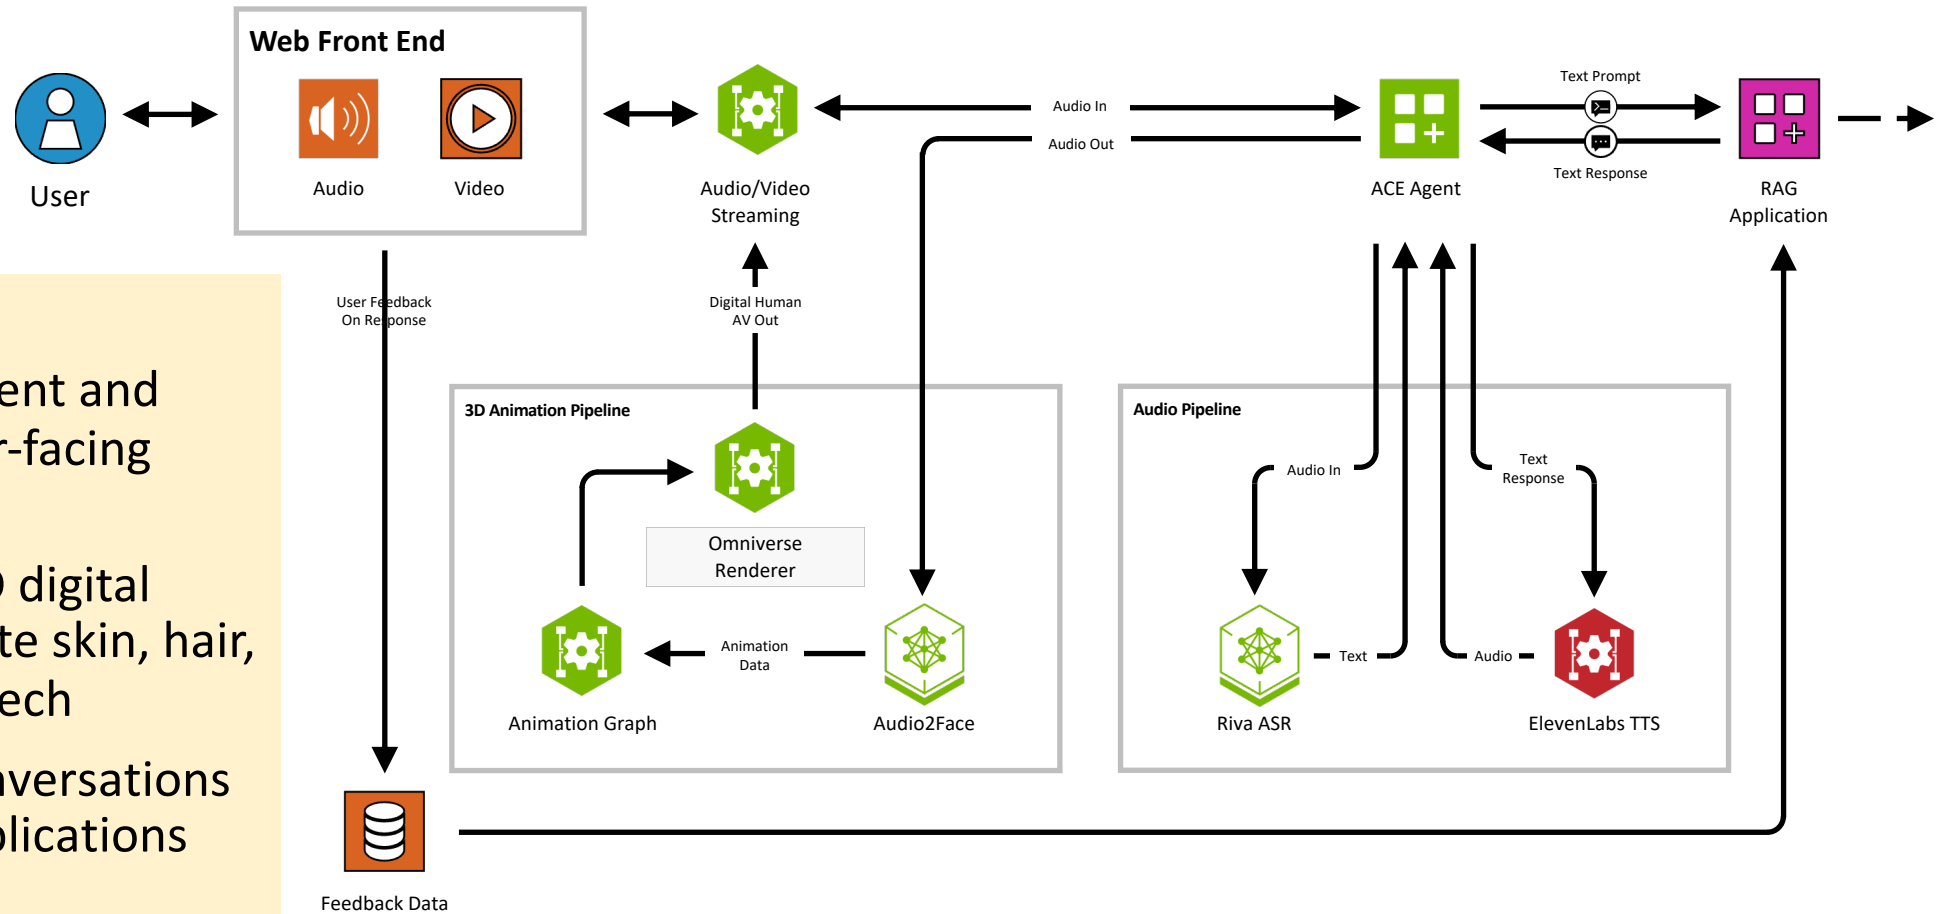 Web Front End
User
Audio
Video
Audio/Video
Streaming
Audio In
Audio Out
ACE Agent
Text Prompt
Text Response
RAG
Application
User Feedback
On Response
Digital Human
AV Out
ent and
r-facing
digital
te skin, hair,
ech
nversations
plications
3D Animation Pipeline
Omniverse
Renderer
Animation Graph
Animation
Data
Audio2Face
Audio Pipeline
Audio In
Text
Response
Riva ASR
Text
Audio
ElevenLabs TTS
Feedback Data